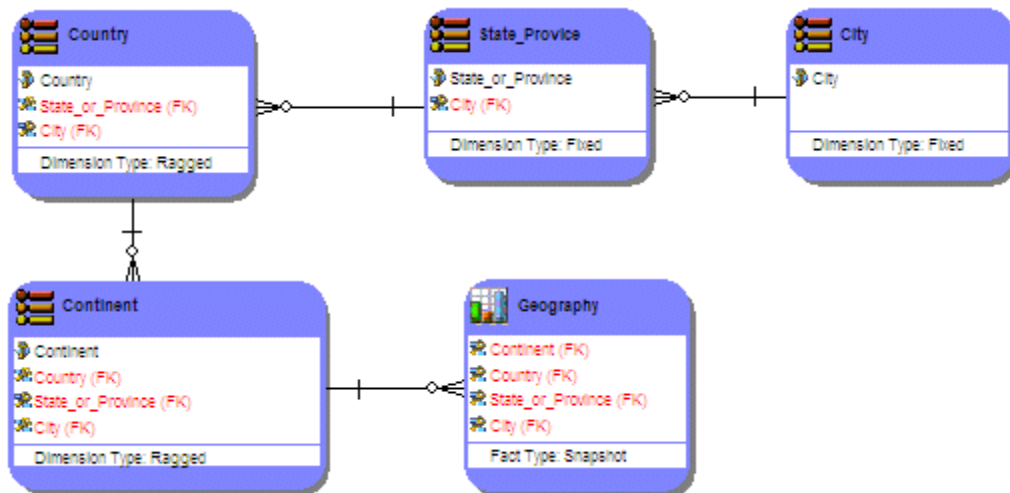 Country
Country
State_or_Province (FK)
City (FK)
Dimension Type: Ragged
State_Provice
State_or_Province
City (FK)
Dimension Type: Fixed
City
City
Dimension Type: Fixed
Continent
Continent
Country (FK)
State_or_Province (FK)
City (FK)
Dimension Type: Ragged
Geography
Continent (FK)
Country (FK)
State_or_Province (FK)
City (FK)
Fact Type: Snapshot